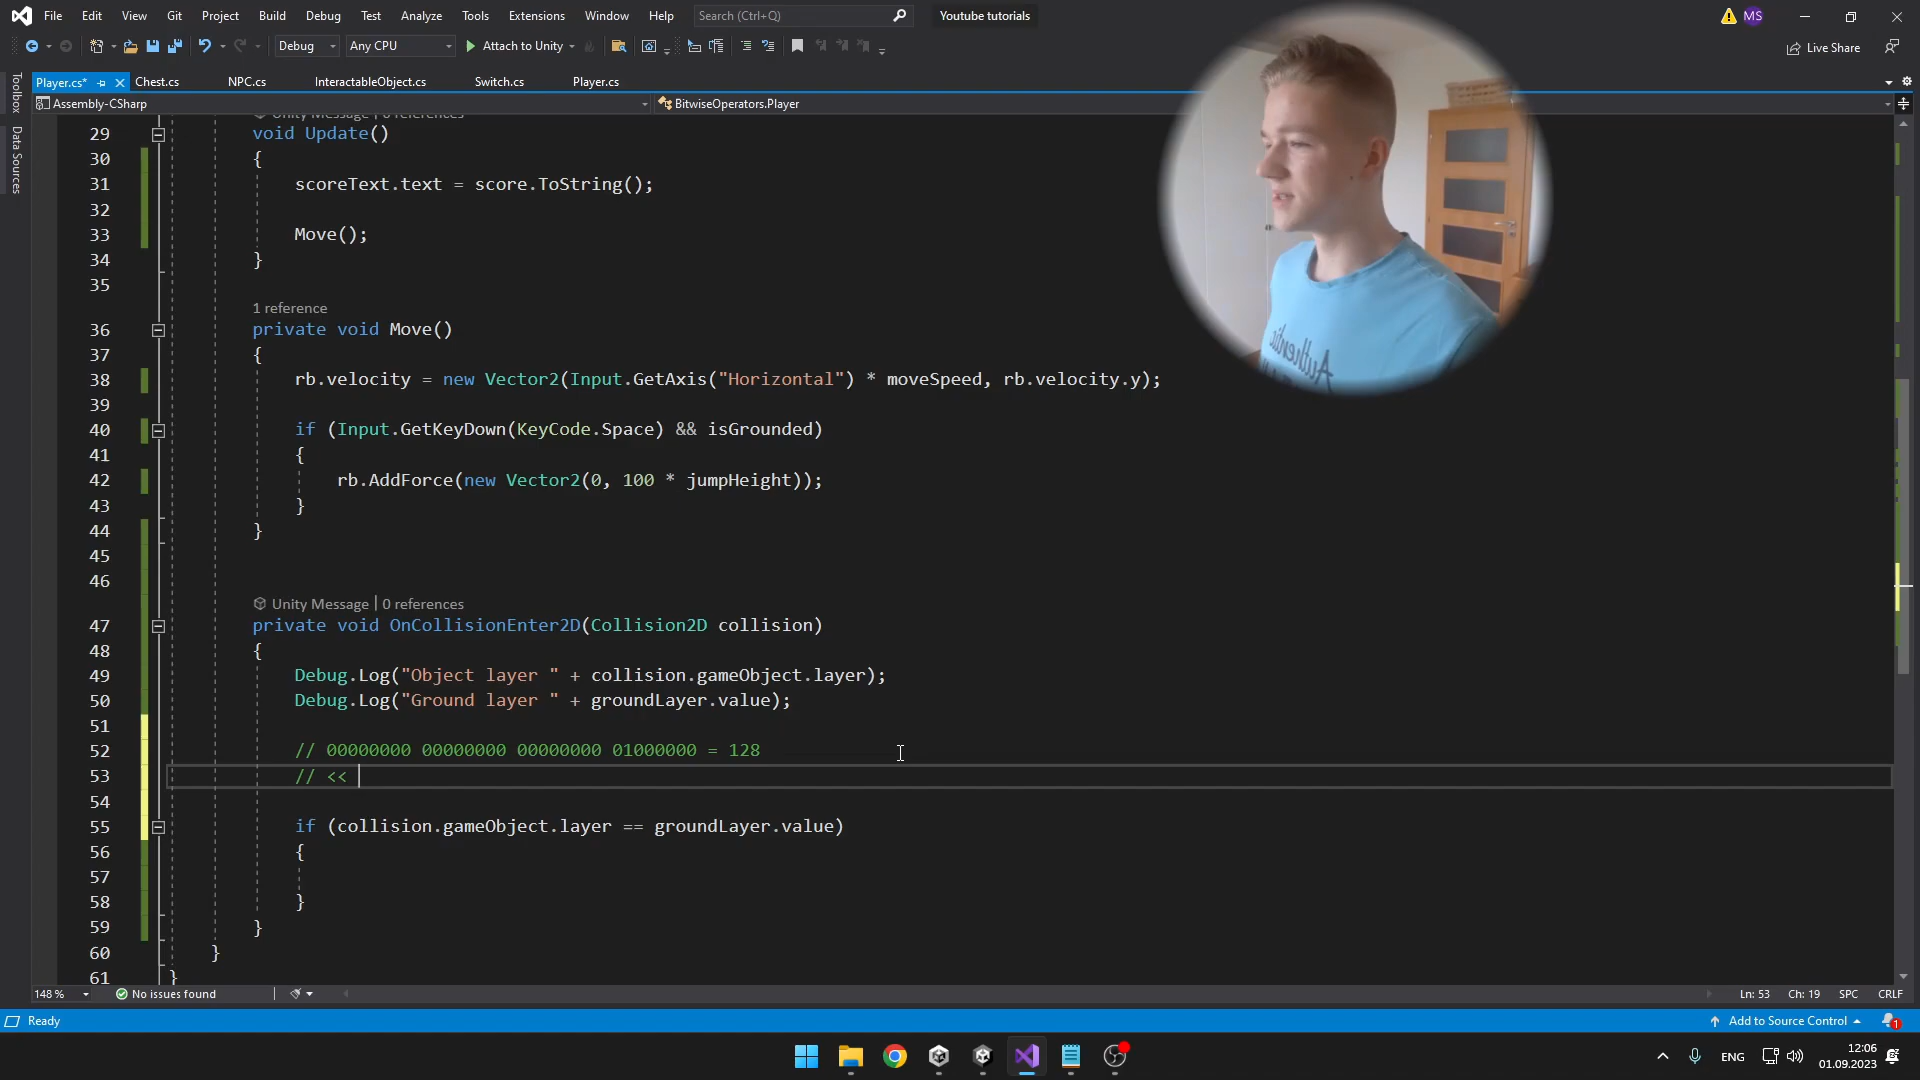 File Edit View Git Project Build Debug Test Analyze Tools Extensions Window Help Search (Ctrl+Q) Youtube tutorials MS
Debug Any CPU Attach to Unity Live Share
Toolbox
Data Sources
Player.cs* Chest.cs NPC.cs InteractableObject.cs Switch.cs Player.cs
Assembly-CSharp BitwiseOperators.Player
29 void Update()
30 {
31 scoreText.text = score.ToString();
32
33 Move();
34 }
35
1 reference
36 private void Move()
37 {
38 rb.velocity = new Vector2(Input.GetAxis("Horizontal") * moveSpeed, rb.velocity.y);
39
40 if (Input.GetKeyDown(KeyCode.Space) && isGrounded)
41 {
42 rb.AddForce(new Vector2(0, 100 * jumpHeight));
43 }
44 }
45
46
Unity Message | 0 references
47 private void OnCollisionEnter2D(Collision2D collision)
48 {
49 Debug.Log("Object layer " + collision.gameObject.layer);
50 Debug.Log("Ground layer " + groundLayer.value);
51
52 // 00000000 00000000 00000000 01000000 = 128
53 // <<
54
55 if (collision.gameObject.layer == groundLayer.value)
56 {
57
58 }
59 }
60 }
61 }
148 % No issues found Ln: 53 Ch: 19 SPC CRLF
Ready Add to Source Control 1
ENG 12:06
01.09.2023